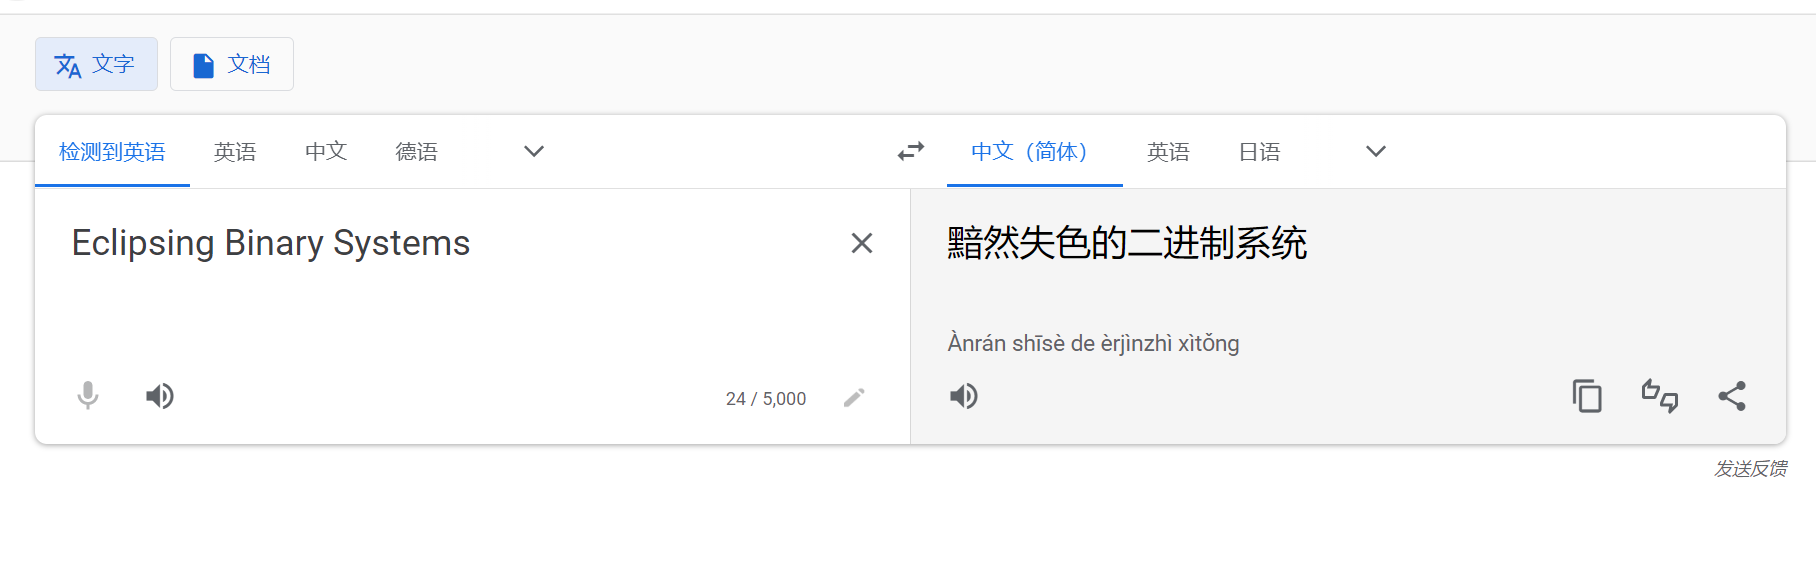 文字
文档
检测到英语 英语 中文 德语 中文（简体） 英语 日语
Eclipsing Binary Systems
黯然失色的二进制系统
Ànrán shīsè de èrjìnzhì xìtǒng
24 / 5,000
发送反馈